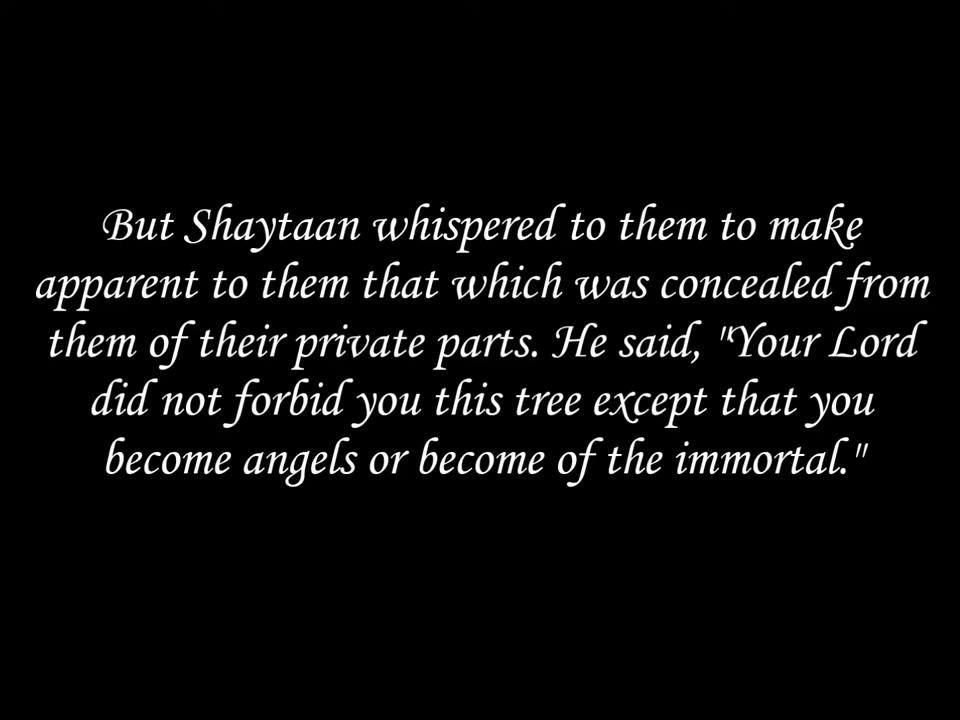 But Shaytaan whispered to them to make
apparent to them that which was concealed from
them of their private parts. He said, "Your Lord
did not forbid you this tree except that you
become angels or become of the immortal."